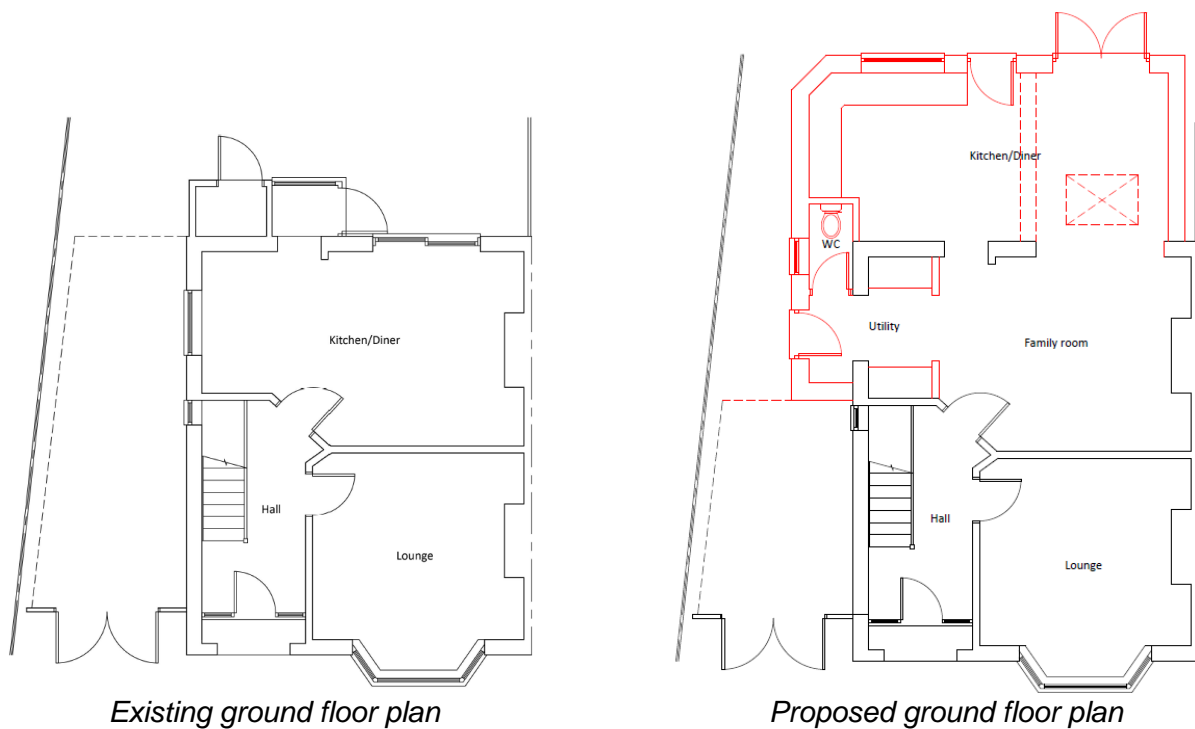 Kitchen/Diner
Hall
Lounge
Existing ground floor plan
Kitchen/Diner
WC
Utility
Family room
Hall
Lounge
Proposed ground floor plan